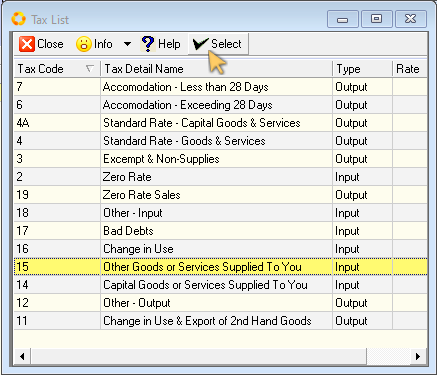 Tax List
Close Info Help Select
Tax Code Tax Detail Name Type Rate
7 Accomodation - Less than 28 Days Output
6 Accomodation - Exceeding 28 Days Output
4A Standard Rate - Capital Goods & Services Output
4 Standard Rate - Goods & Services Output
3 Excempt & Non-Supplies Output
2 Zero Rate Input
19 Zero Rate Sales Output
18 Other - Input Input
17 Bad Debts Input
16 Change in Use Input
15 Other Goods or Services Supplied To You Input
14 Capital Goods or Services Supplied To You Input
12 Other - Output Output
11 Change in Use & Export of 2nd Hand Goods Output